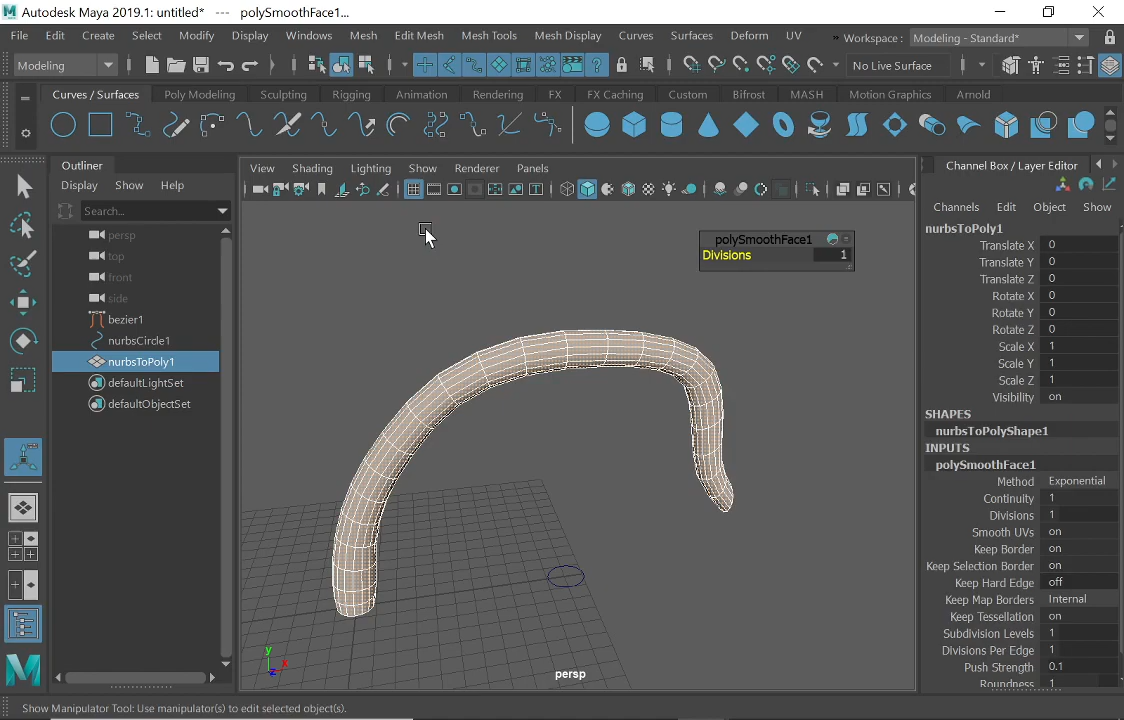 Autodesk Maya 2019.1: untitled*   ---   polySmoothFace1...
File Edit Create Select Modify Display Windows Mesh Edit Mesh Mesh Tools Mesh Display Curves Surfaces Deform UV » Workspace : Modeling - Standard*
Modeling No Live Surface
Curves / Surfaces Poly Modeling Sculpting Rigging Animation Rendering FX FX Caching Custom Bifrost MASH Motion Graphics Arnold
Outliner
Display Show Help
Search...
persp
top
front
side
bezier1
nurbsCircle1
nurbsToPoly1
defaultLightSet
defaultObjectSet
View Shading Lighting Show Renderer Panels
polySmoothFace1
Divisions 1
y
x
z
persp
Channel Box / Layer Editor
Channels Edit Object Show
nurbsToPoly1
Translate X 0
Translate Y 0
Translate Z 0
Rotate X 0
Rotate Y 0
Rotate Z 0
Scale X 1
Scale Y 1
Scale Z 1
Visibility on
SHAPES
nurbsToPolyShape1
INPUTS
polySmoothFace1
Method Exponential
Continuity 1
Divisions 1
Smooth UVs on
Keep Border on
Keep Selection Border on
Keep Hard Edge off
Keep Map Borders Internal
Keep Tessellation on
Subdivision Levels 1
Divisions Per Edge 1
Push Strength 0.1
Roundness 1
Show Manipulator Tool: Use manipulator(s) to edit selected object(s).